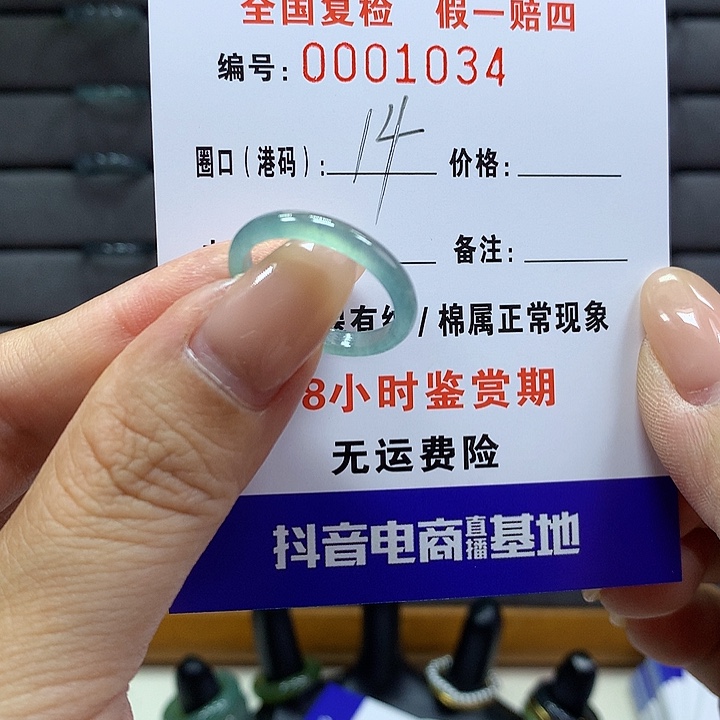 全国复检 假一赔四
编号: 0001034
圈口(港码): 14 价格:
备注:
有纹/棉属正常现象
8小时鉴赏期
无运费险
抖音电商直播基地